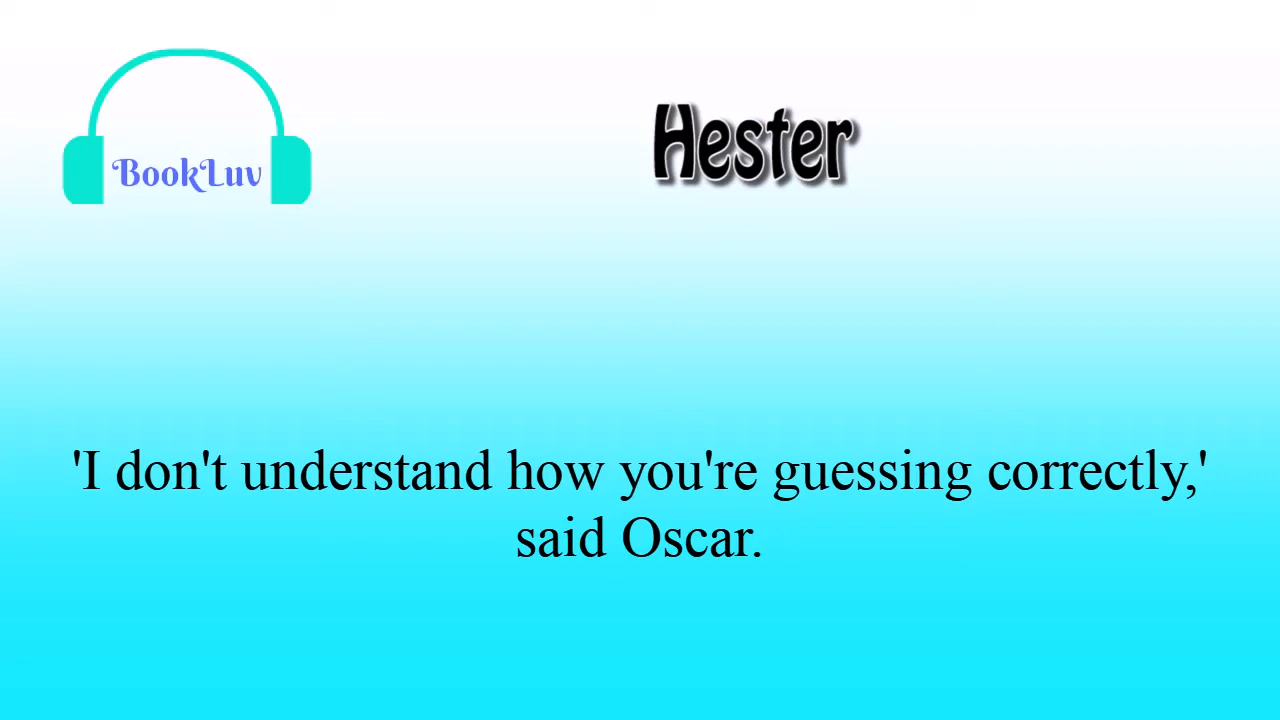 BookLuv
Hester
'I don't understand how you're guessing correctly,'
said Oscar.